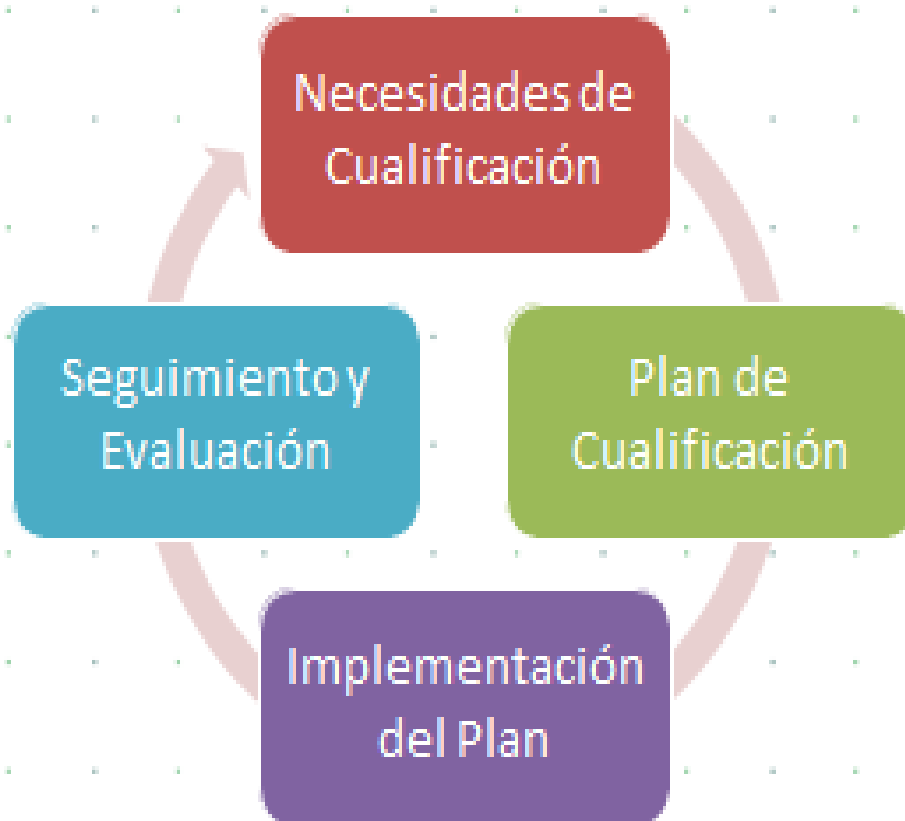 Necesidades de
Cualificación
Plan de
Cualificación
Implementación
del Plan
Seguimiento y
Evaluación